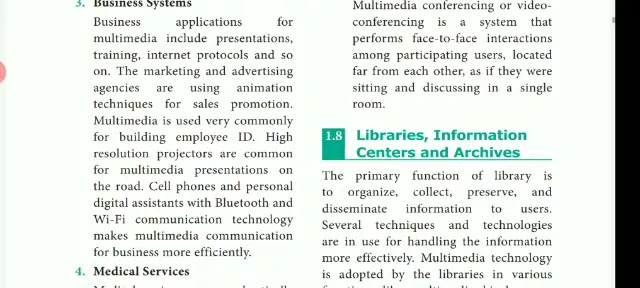 3. Business Systems
Business applications for
multimedia include presentations,
training, internet protocols and so
on. The marketing and advertising
agencies are using animation
techniques for sales promotion.
Multimedia is used very commonly
for building employee ID. High
resolution projectors are common
for multimedia presentations on
the road. Cell phones and personal
digital assistants with Bluetooth and
Wi-Fi communication technology
makes multimedia communication
for business more efficiently.
4. Medical Services
Multimedia conferencing or video-
conferencing is a system that
performs face-to-face interactions
among participating users, located
far from each other, as if they were
sitting and discussing in a single
room.
1.8 Libraries, Information
Centers and Archives
The primary function of library is
to organize, collect, preserve, and
disseminate information to users.
Several techniques and technologies
are in use for handling the information
more effectively. Multimedia technology
is adopted by the libraries in various